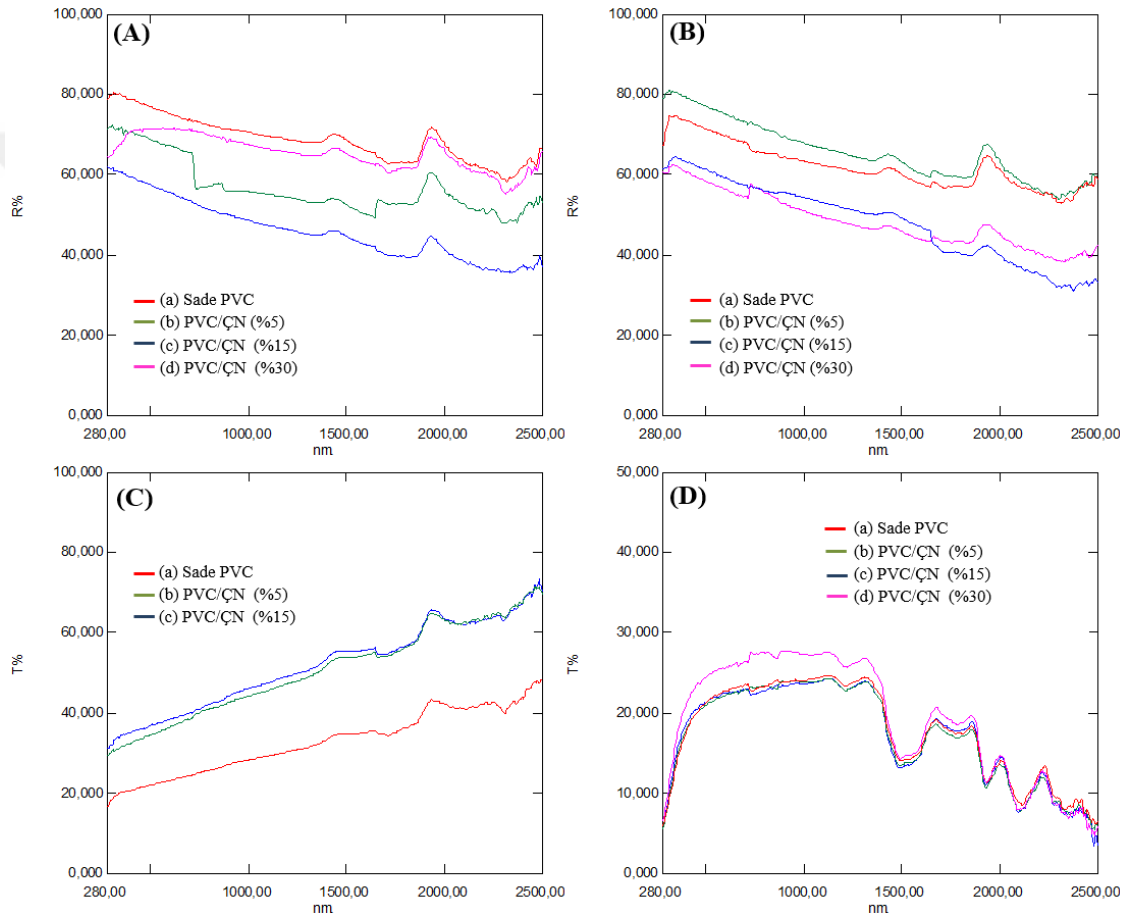 (A)
100,000
80,000
60,000
R%
40,000
20,000
0,000
(a) Sade PVC
(b) PVC/ÇN (%5)
(c) PVC/ÇN (%15)
(d) PVC/ÇN (%30)
280,00 1000,00 1500,00 2000,00 2500,00
nm.
(B)
100,000
80,000
60,000
R%
40,000
20,000
0,000
(a) Sade PVC
(b) PVC/ÇN (%5)
(c) PVC/ÇN (%15)
(d) PVC/ÇN (%30)
280,00 1000,00 1500,00 2000,00 2500,00
nm.
(C)
100,000
80,000
60,000
T%
40,000
20,000
0,000
(a) Sade PVC
(b) PVC/ÇN (%5)
(c) PVC/ÇN (%15)
280,00 1000,00 1500,00 2000,00 2500,00
nm.
(D)
50,000
40,000
30,000
T%
20,000
10,000
0,000
(a) Sade PVC
(b) PVC/ÇN (%5)
(c) PVC/ÇN (%15)
(d) PVC/ÇN (%30)
280,00 1000,00 1500,00 2000,00 2500,00
nm.